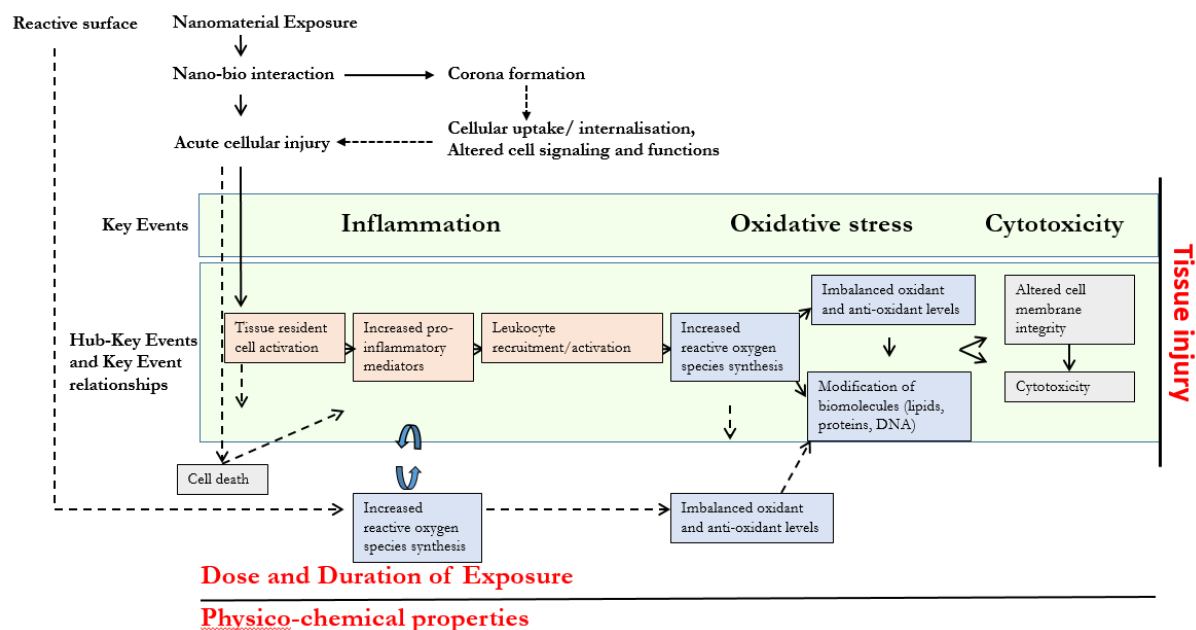 Reactive surface
Nanomaterial Exposure
Nano-bio interaction
Corona formation
Acute cellular injury
Cellular uptake/ internalisation,
Altered cell signaling and functions
Key Events
Inflammation
Oxidative stress
Cytotoxicity
Tissue injury
Hub-Key Events
and Key Event
relationships
Tissue resident
cell activation
Increased pro-
inflammatory
mediators
Leukocyte
recruitment/activation
Increased
reactive oxygen
species synthesis
Imbalanced oxidant
and anti-oxidant levels
Modification of
biomolecules (lipids,
proteins, DNA)
Altered cell
membrane
integrity
Cytotoxicity
Cell death
Increased
reactive oxygen
species synthesis
Imbalanced oxidant
and anti-oxidant levels
Dose and Duration of Exposure
Physico-chemical properties